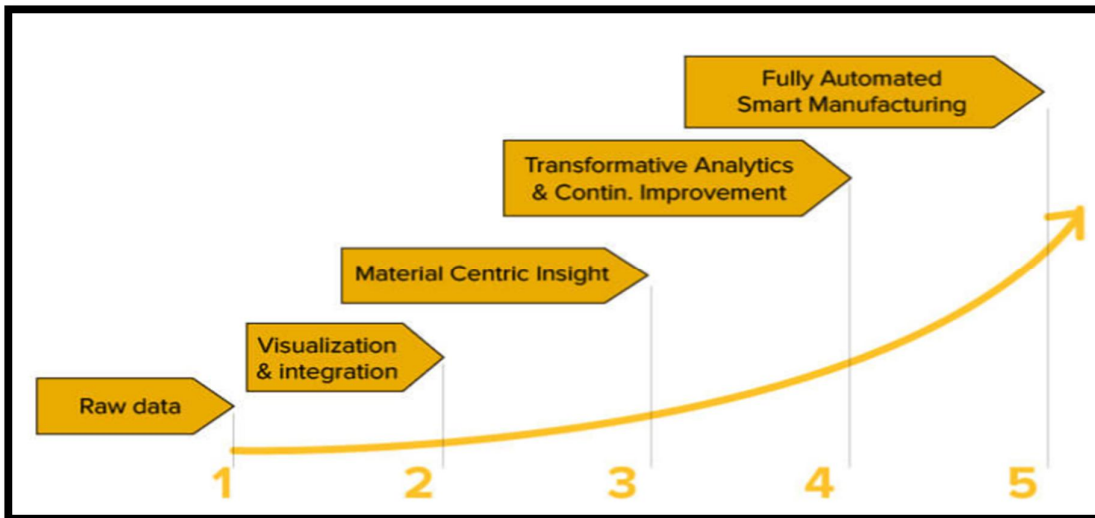 Fully Automated
Smart Manufacturing
Transformative Analytics
& Contin. Improvement
Material Centric Insight
Visualization
& integration
Raw data
1 2 3 4 5